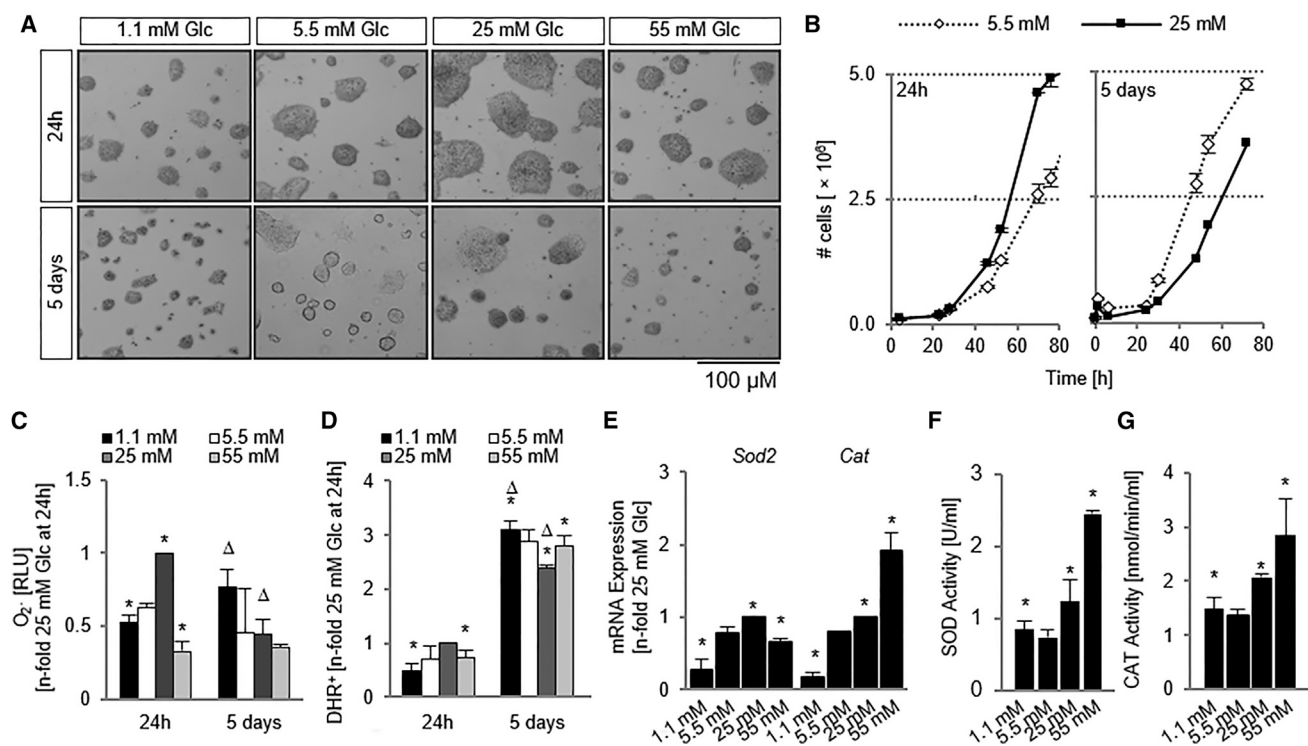 A
1.1 mM Glc
5.5 mM Glc
25 mM Glc
55 mM Glc
24h
5 days
100 µM
B
5.5 mM
25 mM
24h
5 days
5.0
2.5
0.0
# cells [ × 10⁶]
0 20 40 60 80
0 20 40 60 80
Time [h]
C
1.1 mM
5.5 mM
25 mM
55 mM
O₂⁻ [RLU]
[n-fold 25 mM Glc at 24h]
1.5
1
0.5
0
*
*
*
Δ
Δ
24h
5 days
D
1.1 mM
5.5 mM
25 mM
55 mM
DHR⁺ [n-fold 25 mM Glc at 24h]
4
3
2
1
0
*
*
Δ
*
Δ
*
*
24h
5 days
E
Sod2
Cat
mRNA Expression
[n-fold 25 mM Glc]
3
2
1
0
*
*
*
*
*
*
1.1 mM
5.5 mM
25 mM
55 mM
1.1 mM
5.5 mM
25 mM
55 mM
F
SOD Activity [U/ml]
3
2
1
0
*
*
*
1.1 mM
5.5 mM
25 mM
55 mM
G
CAT Activity [nmol/min/ml]
4
3
2
1
0
*
*
*
1.1 mM
5.5 mM
25 mM
55 mM